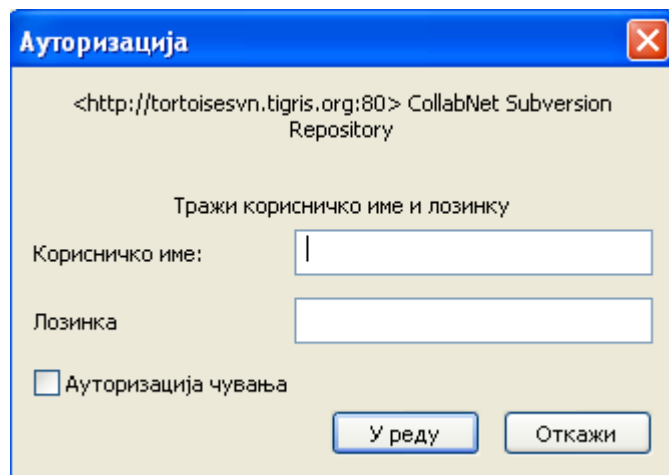 Ауторизација
<http://tortoisesvn.tigris.org:80> CollabNet Subversion
Repository
Тражи корисничко име и лозинку
Корисничко име:
Лозинка
Ауторизација чувања
У реду
Откажи